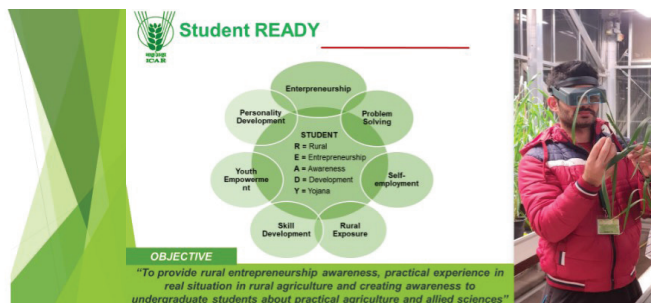 Student READY
ICAR
Enterpreneurship
Personality
Development
Problem
Solving
STUDENT
R = Rural
E = Entrepreneurship
A = Awareness
D = Development
Y = Yojana
Youth
Empowerme
nt
Self-
employment
Skill
Development
Rural
Exposure
OBJECTIVE
"To provide rural entrepreneurship awareness, practical experience in
real situation in rural agriculture and creating awareness to
undergraduate students about practical agriculture and allied sciences"